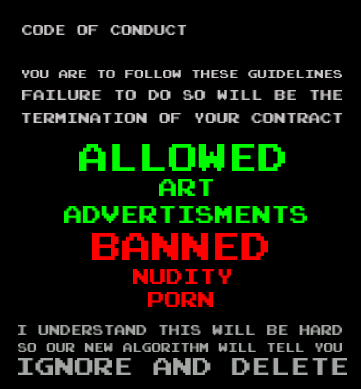 CODE OF CONDUCT
YOU ARE TO FOLLOW THESE GUIDELINES
FAILURE TO DO SO WILL BE THE
TERMINATION OF YOUR CONTRACT
ALLOWED
ART
ADVERTISMENTS
BANNED
NUDITY
PORN
I UNDERSTAND THIS WILL BE HARD
SO OUR NEW ALGORITHM WILL TELL YOU
IGNORE AND DELETE